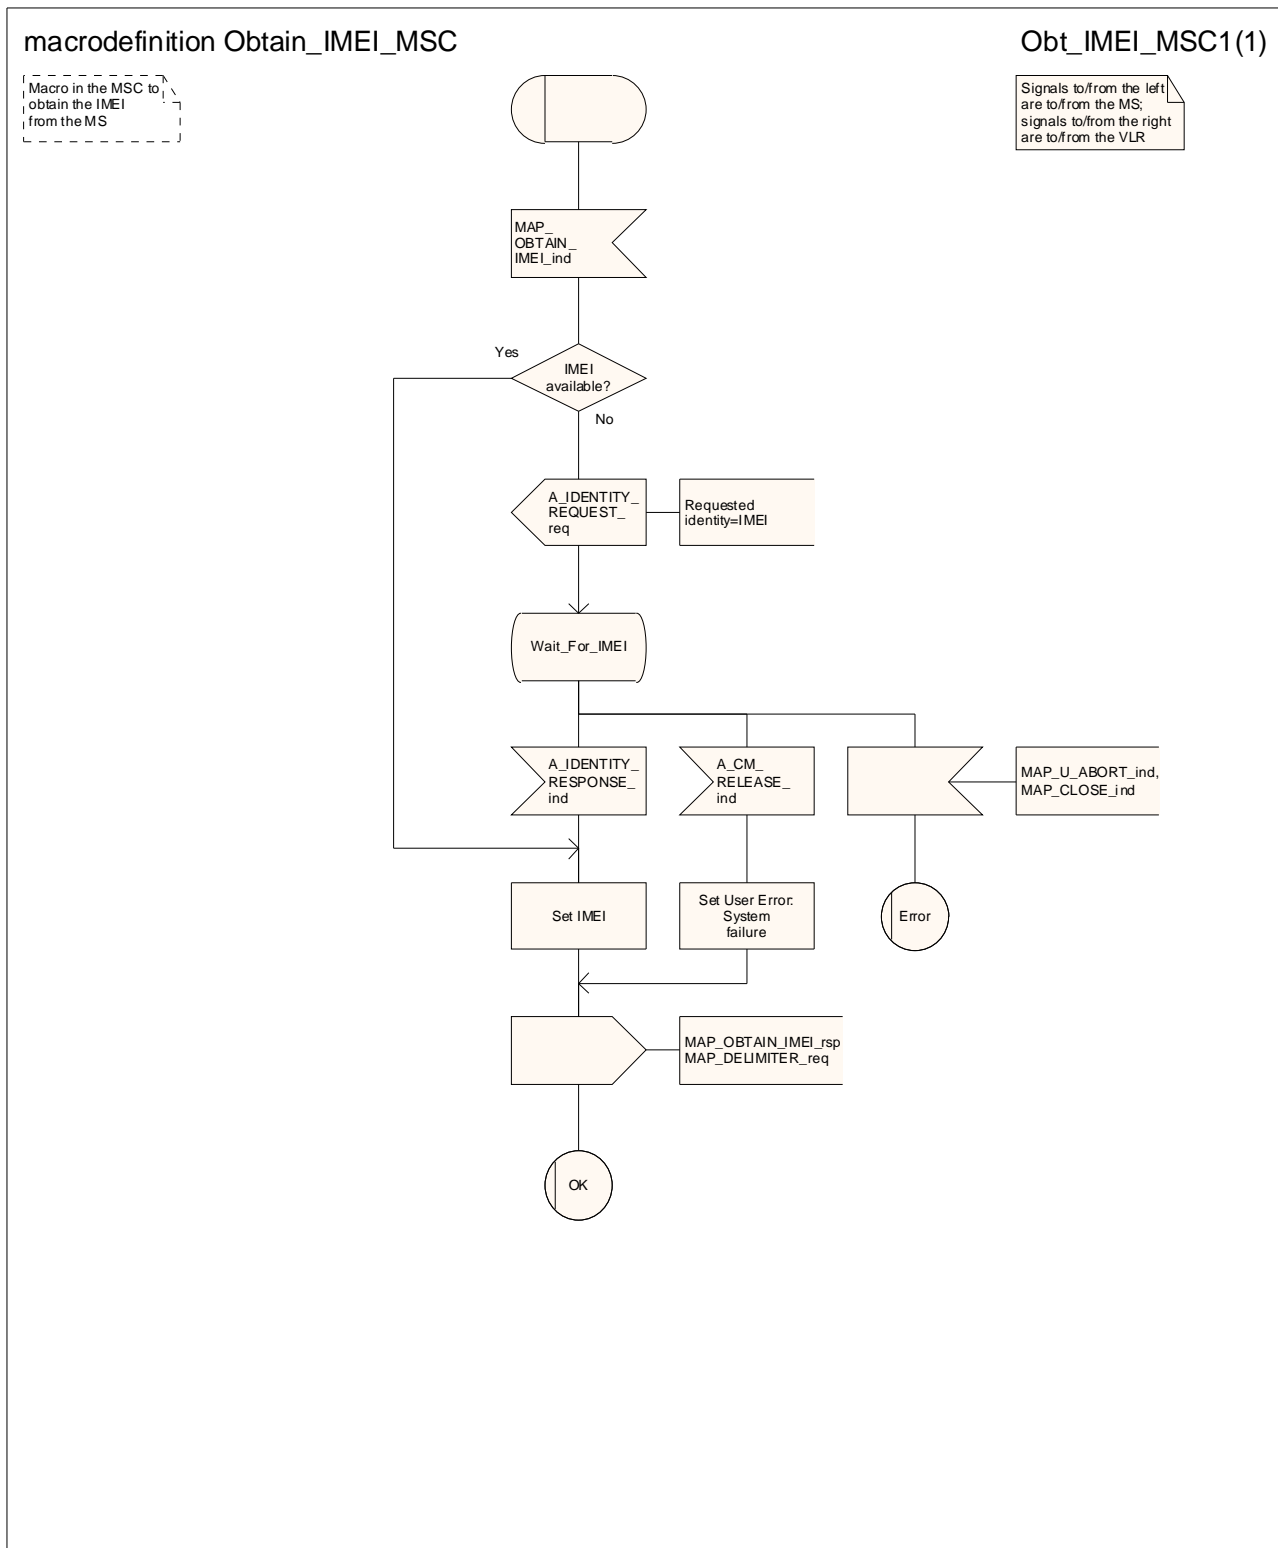 macrodefinition Obtain_IMEI_MSC
Obt_IMEI_MSC1(1)
Macro in the MSC to
obtain the IMEI
from the MS
Signals to/from the left
are to/from the MS;
signals to/from the right
are to/from the VLR
MAP_
OBTAIN_
IMEI_ind
Yes
IMEI
available?
No
A_IDENTITY_
REQUEST_
req
Requested
identity=IMEI
Wait_For_IMEI
A_IDENTITY_
RESPONSE_
ind
A_CM_
RELEASE_
ind
MAP_U_ABORT_ind,
MAP_CLOSE_ind
Set IMEI
Set User Error:
System
failure
Error
MAP_OBTAIN_IMEI_rsp
MAP_DELIMITER_req
OK